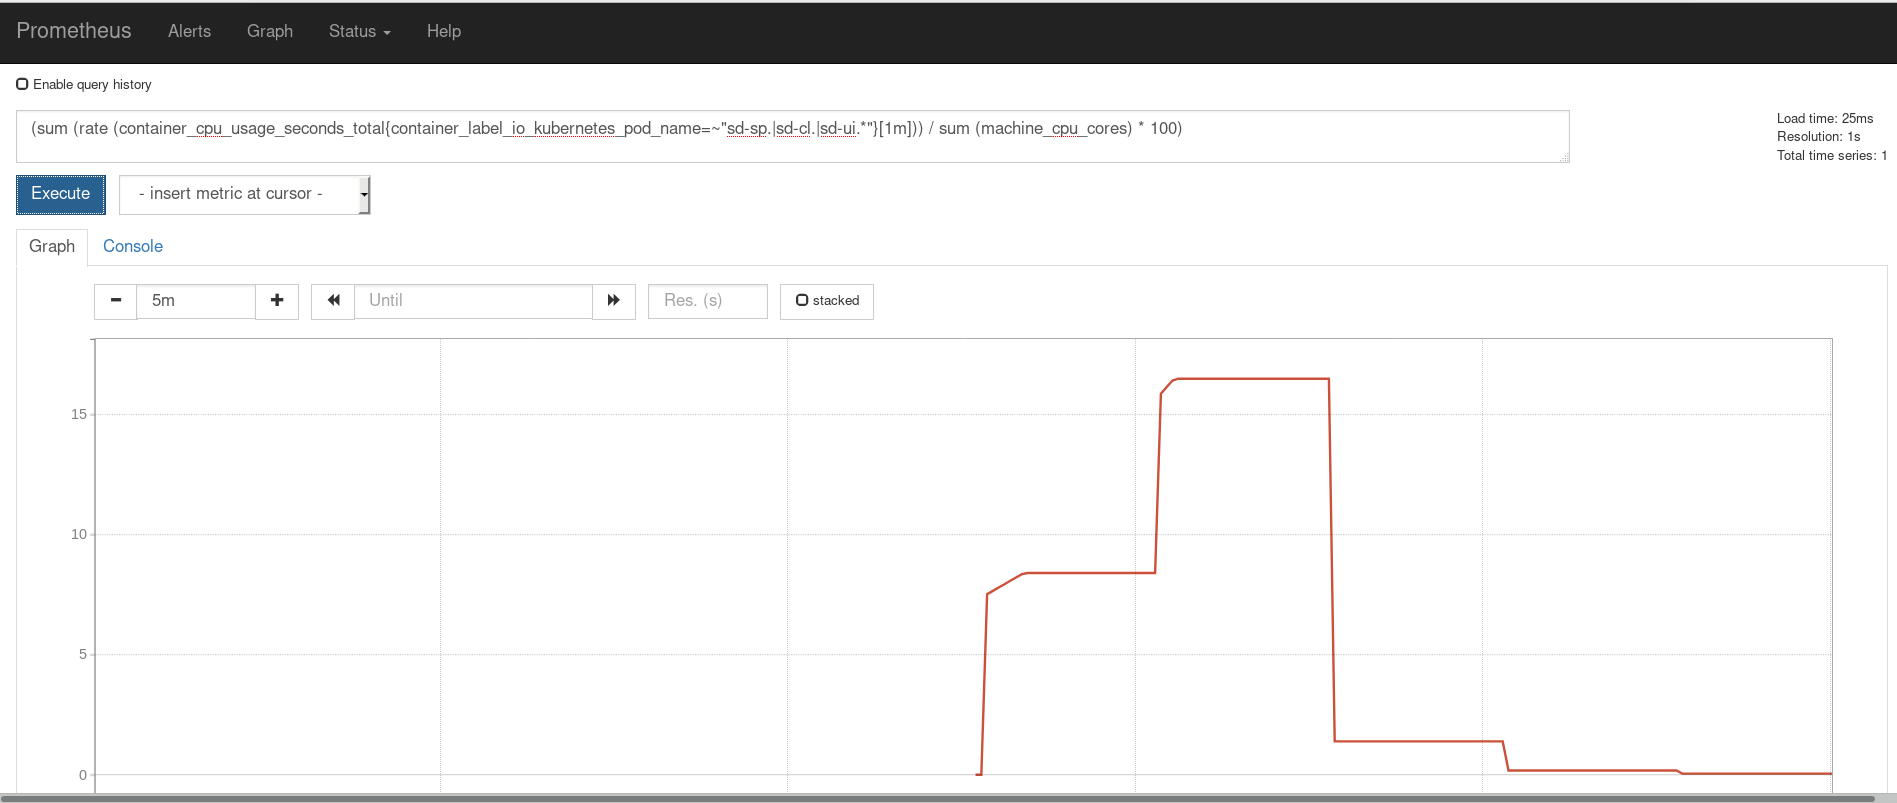 Prometheus Alerts Graph Status Help
Enable query history
(sum (rate (container_cpu_usage_seconds_total{container_label_io_kubernetes_pod_name=~"sd-sp.|sd-cl.|sd-ui.*"}[1m])) / sum (machine_cpu_cores) * 100)
Load time: 25ms
Resolution: 1s
Total time series: 1
Execute
- insert metric at cursor -
Graph Console
5m
Until
Res. (s)
stacked
15
10
5
0